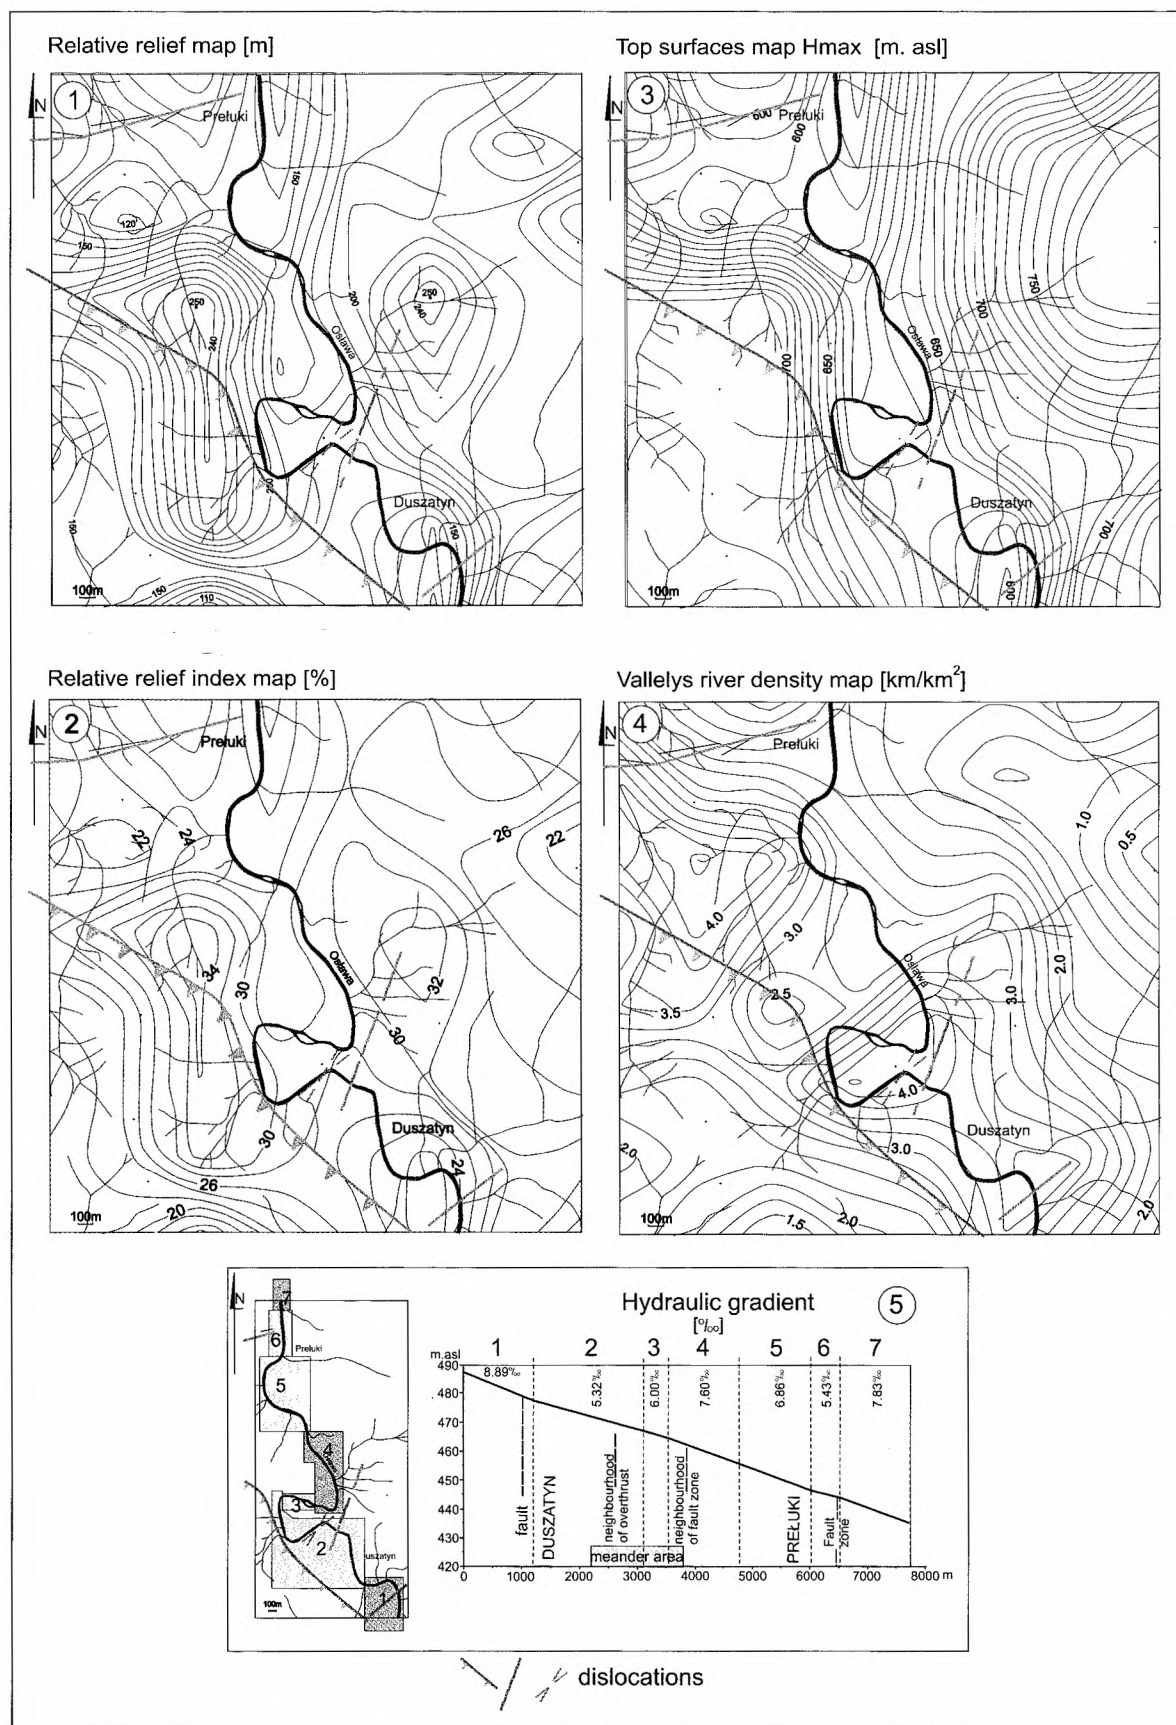 Relative relief map [m]
1
N
Prełuki
150
120
150
250
240
200
250
240
Osława
Duszatyn
150
150
150
110
100m
Top surfaces map Hmax [m. asl]
3
N
600
Prełuki
600
750
700
650
Osława
700
650
Duszatyn
700
600
100m
Relative relief index map [%]
2
N
Prełuki
22
24
26
22
34
30
Osława
32
30
30
Duszatyn
24
26
20
100m
Vallelys river density map [km/km²]
4
N
Prełuki
1.0
0.5
4.0
3.0
2.5
Osława
2.0
3.0
3.5
4.0
Duszatyn
3.0
2.0
2.0
1.5
2.0
100m
N
7
6
Prełuki
5
4
3
2
uszatyn
1
100m
Hydraulic gradient
[‰]
5
m.asl
1 2 3 4 5 6 7
490
480
470
460
450
440
430
420
8.89‰
5.32‰
6.00‰
7.60‰
6.86‰
5.43‰
7.83‰
fault
DUSZATYN
neighbourhood
of overthrust
neighbourhood
of fault zone
PREŁUKI
Fault
zone
meander area
0 1000 2000 3000 4000 5000 6000 7000 8000 m
dislocations